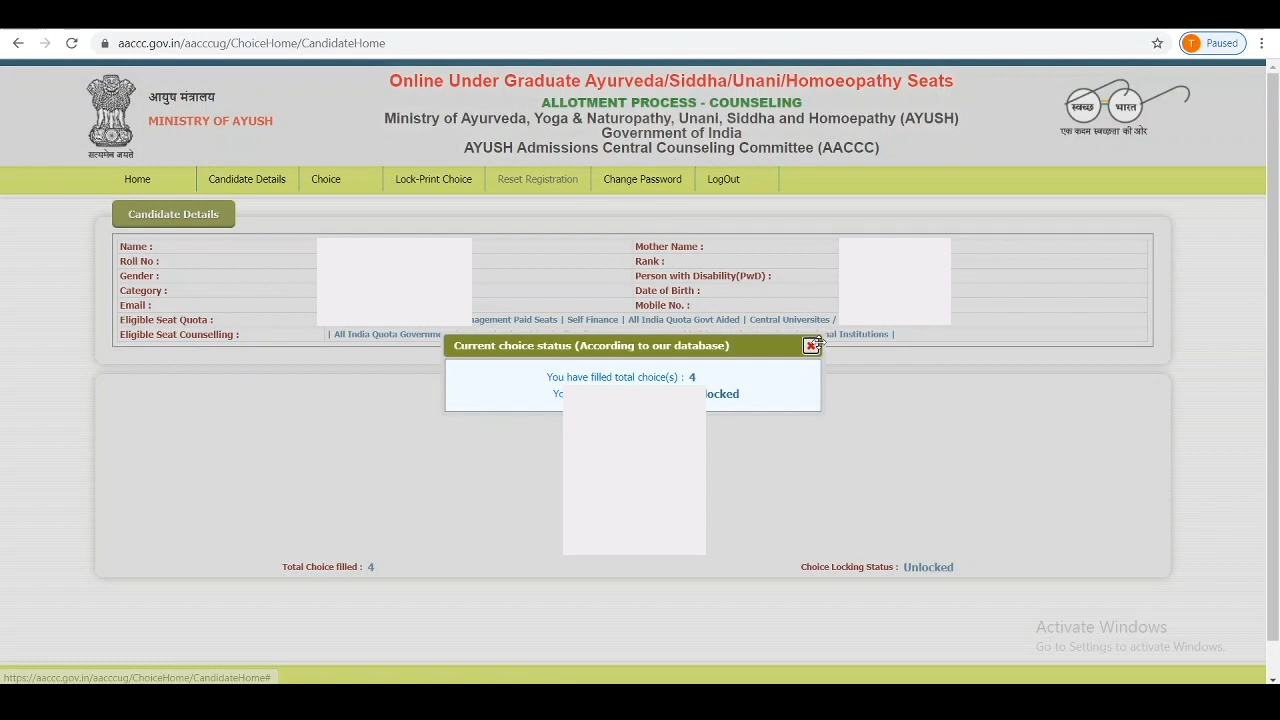 aaccc.gov.in/aacccug/ChoiceHome/CandidateHome
T Paused
आयुष मंत्रालय
MINISTRY OF AYUSH
सत्यमेव जयते
Online Under Graduate Ayurveda/Siddha/Unani/Homoeopathy Seats
ALLOTMENT PROCESS - COUNSELING
Ministry of Ayurveda, Yoga & Naturopathy, Unani, Siddha and Homoepathy (AYUSH)
Government of India
AYUSH Admissions Central Counseling Committee (AACCC)
स्वच्छ भारत
एक कदम स्वच्छता की ओर
Home Candidate Details Choice Lock-Print Choice Reset Registration Change Password LogOut
Candidate Details
Name : Mother Name :
Roll No : Rank :
Gender : Person with Disability(PwD) :
Category : Date of Birth :
Email : Mobile No. :
Eligible Seat Quota : nagement Paid Seats | Self Finance | All India Quota Govt Aided | Central Universites /
Eligible Seat Counselling : | All India Quota Governme nal Institutions |
Current choice status (According to our database)
You have filled total choice(s) : 4
Yo locked
Total Choice filled : 4 Choice Locking Status : Unlocked
Activate Windows
Go to Settings to activate Windows.
https://aaccc.gov.in/aacccug/ChoiceHome/CandidateHome#